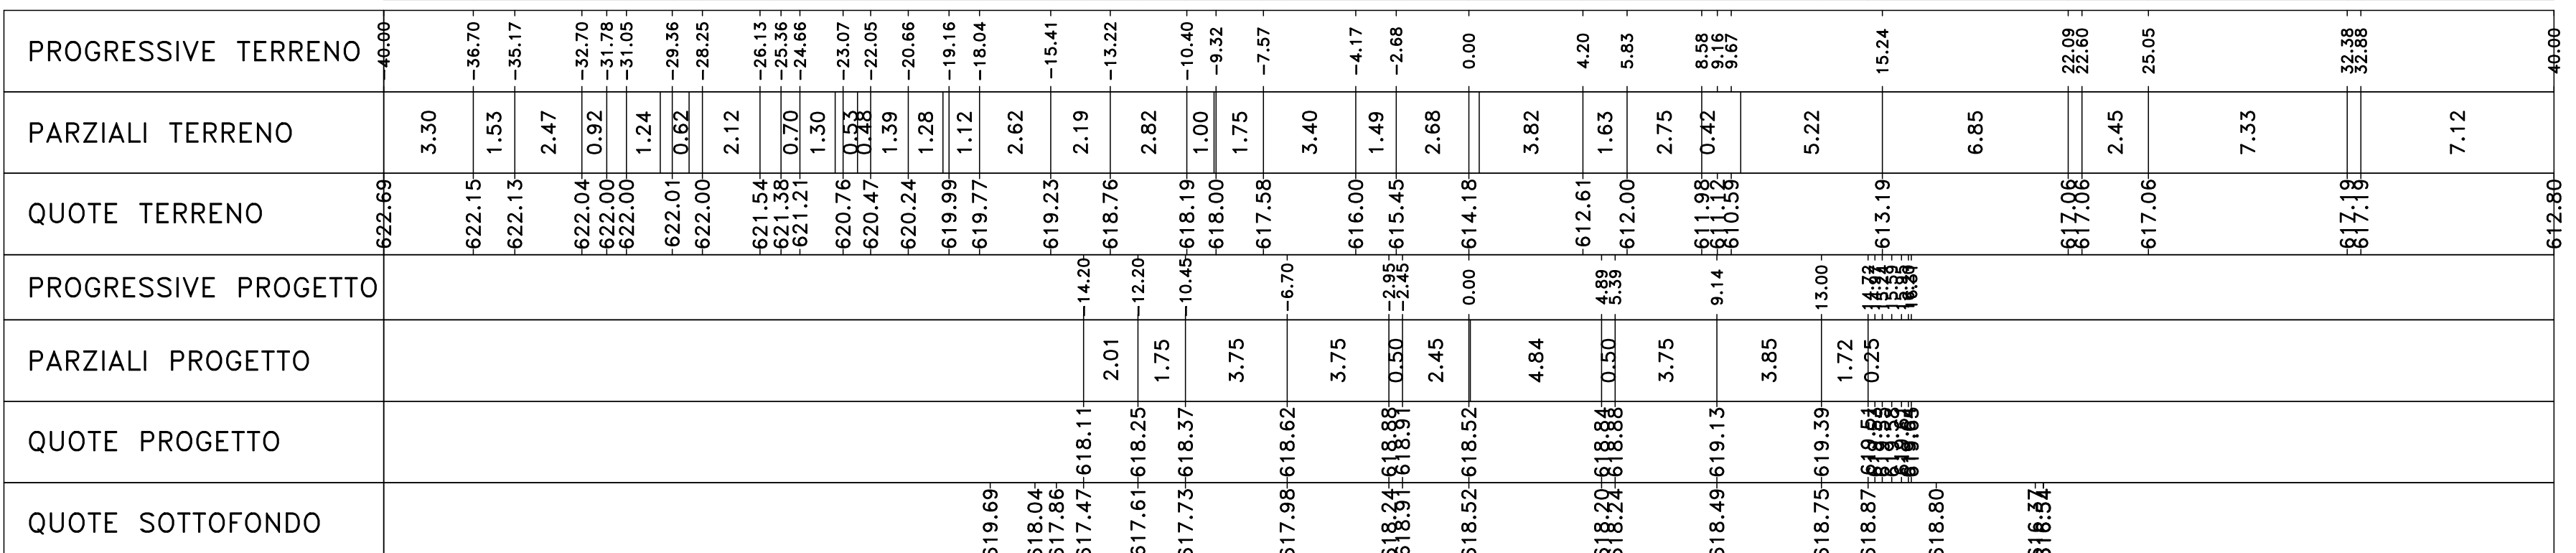 PROGRESSIVE TERRENO -40.00 -36.70 -35.17 -32.70 -31.78 -31.05 -29.36 -28.25 -26.13 -25.36 -24.66 -23.07 -22.05 -20.66 -19.16 -18.04 -15.41 -13.22 -10.40 -9.32 -7.57 -4.17 -2.68 0.00 4.20 5.83 8.58 9.16 9.67 15.24 22.09 22.60 25.05 32.38 32.88 40.00
PARZIALI TERRENO 3.30 1.53 2.47 0.92 1.24 0.62 2.12 0.70 1.30 0.53 0.48 1.39 1.28 1.12 2.62 2.19 2.82 1.00 1.75 3.40 1.49 2.68 3.82 1.63 2.75 0.42 5.22 6.85 2.45 7.33 7.12
QUOTE TERRENO 622.69 622.15 622.13 622.04 622.00 622.00 622.01 622.00 621.54 621.38 621.21 620.76 620.47 620.24 619.99 619.77 619.23 618.76 618.19 618.00 617.58 616.00 615.45 614.18 612.61 612.00 611.98 611.12 610.59 613.19 617.06 617.06 617.06 617.19 617.19 612.80
PROGRESSIVE PROGETTO -14.20 -12.20 -10.45 -6.70 -2.95 -2.45 0.00 4.89 5.39 9.14 13.00 14.72
PARZIALI PROGETTO 2.01 1.75 3.75 3.75 0.50 2.45 4.84 0.50 3.75 3.85 1.72 0.25
QUOTE PROGETTO 618.11 618.25 618.37 618.62 618.88 618.91 618.52 618.84 618.88 619.13 619.39 619.51
QUOTE SOTTOFONDO 619.69 618.04 617.86 617.47 617.61 617.73 617.98 618.24 618.91 618.52 618.20 618.24 618.49 618.75 618.87 618.80